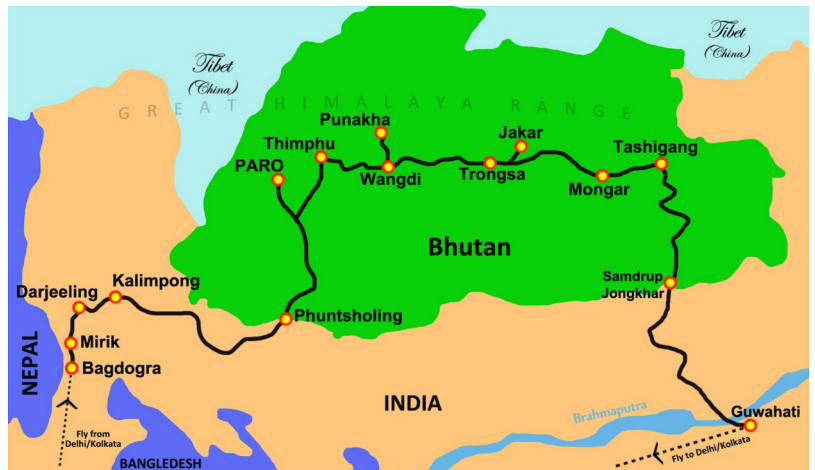 Tibet
(China)
Tibet
(China)
GREAT HIMALAYA RANGE
Punakha
Jakar
Thimphu
Tashigang
PARO
Wangdi
Trongsa
Mongar
Bhutan
Kalimpong
Samdrup
Jongkhar
Darjeeling
Phuntsholing
Mirik
NEPAL
Bagdogra
INDIA
Brahmaputra
Guwahati
Fly from
Delhi/Kolkata
Fly to Delhi/Kolkata
BANGLEDESH